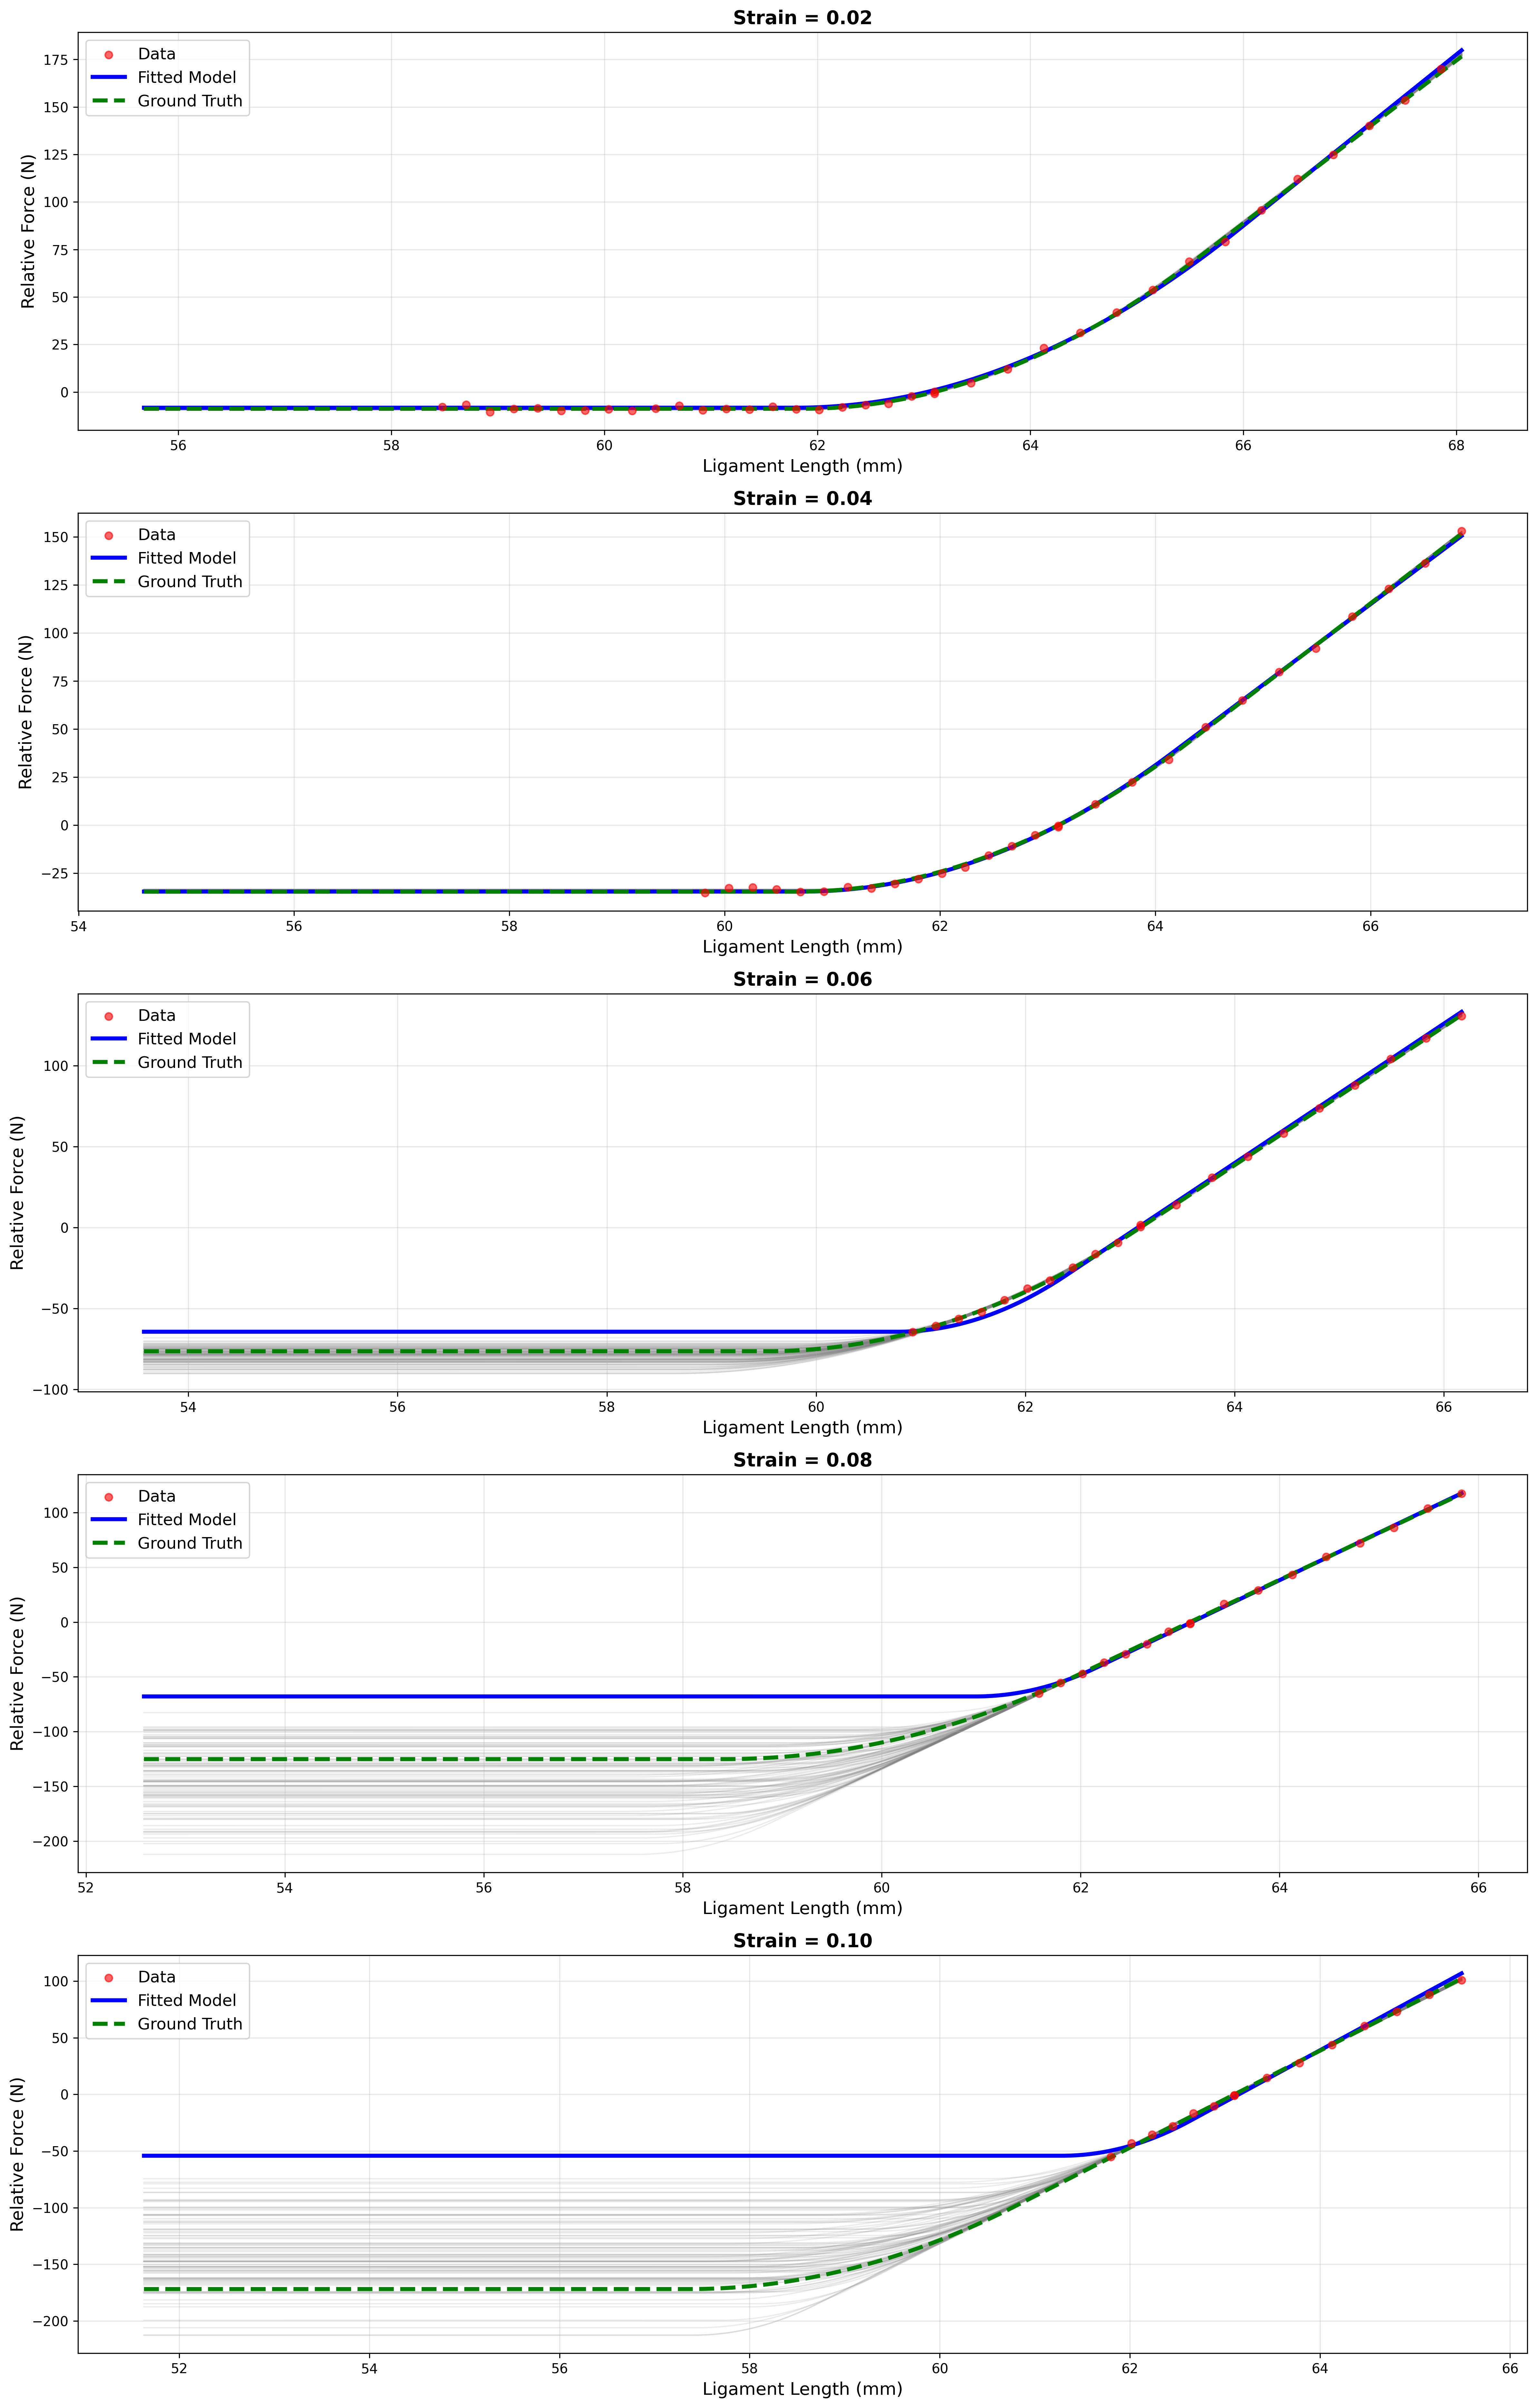 Strain = 0.02
Data
Fitted Model
Ground Truth
Relative Force (N)
175
150
125
100
75
50
25
0
56 58 60 62 64 66 68
Ligament Length (mm)
Strain = 0.04
Data
Fitted Model
Ground Truth
Relative Force (N)
150
125
100
75
50
25
0
−25
54 56 58 60 62 64 66
Ligament Length (mm)
Strain = 0.06
Data
Fitted Model
Ground Truth
Relative Force (N)
100
50
0
−50
−100
54 56 58 60 62 64 66
Ligament Length (mm)
Strain = 0.08
Data
Fitted Model
Ground Truth
Relative Force (N)
100
50
0
−50
−100
−150
−200
52 54 56 58 60 62 64 66
Ligament Length (mm)
Strain = 0.10
Data
Fitted Model
Ground Truth
Relative Force (N)
100
50
0
−50
−100
−150
−200
52 54 56 58 60 62 64 66
Ligament Length (mm)